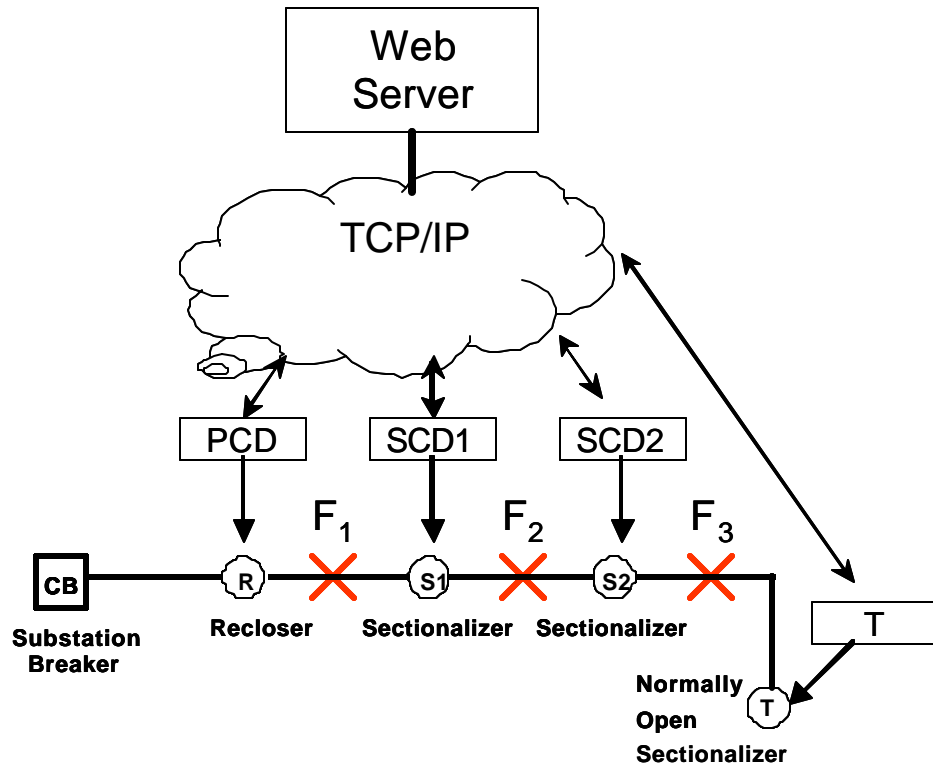 Web
Server
TCP/IP
PCD
SCD1
SCD2
F1
F2
F3
CB
R
S1
S2
T
Substation
Breaker
Recloser
Sectionalizer
Sectionalizer
Normally
Open
Sectionalizer
T